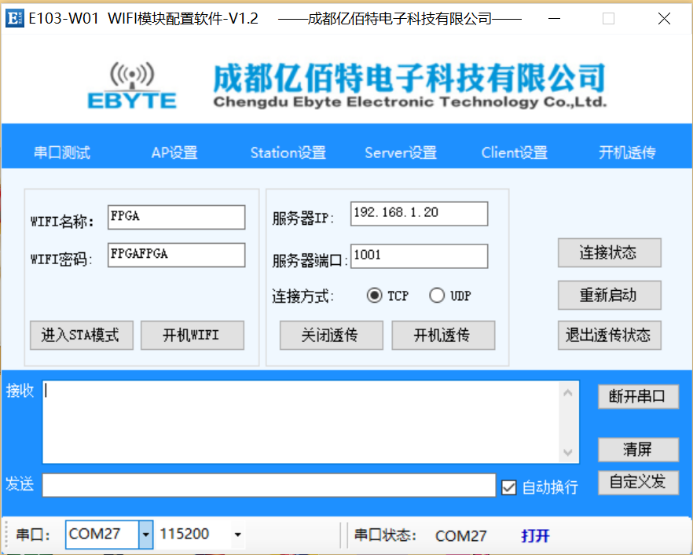 E103-W01 WIFI模块配置软件-V1.2 ——成都亿佰特电子科技有限公司——
EBYTE
成都亿佰特电子科技有限公司
Chengdu Ebyte Electronic Technology Co.,Ltd.
串口测试 AP设置 Station设置 Server设置 Client设置 开机透传
WIFI名称: FPGA
WIFI密码: FPGAFPGA
进入STA模式 开机WIFI
服务器IP: 192.168.1.20
服务器端口: 1001
连接方式: TCP UDP
关闭透传 开机透传
连接状态
重新启动
退出透传状态
接收
断开串口
清屏
发送 自动换行 自定义发
串口: COM27 115200 串口状态: COM27 打开